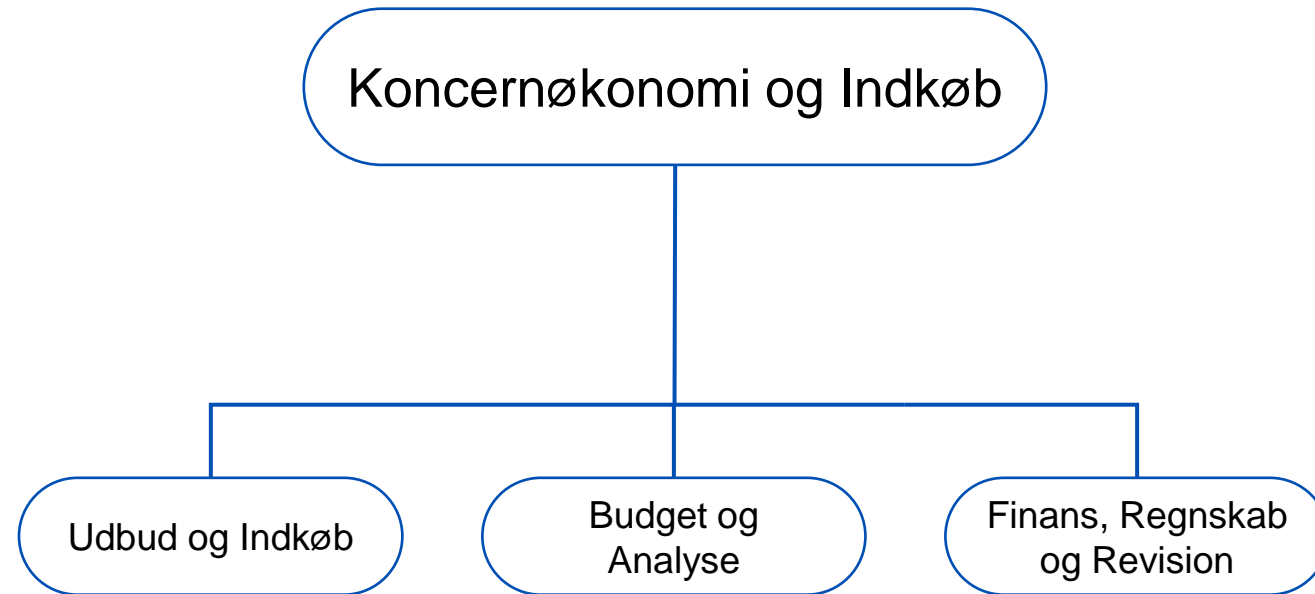 Koncernøkonomi og Indkøb
Udbud og Indkøb
Budget og
Analyse
Finans, Regnskab
og Revision